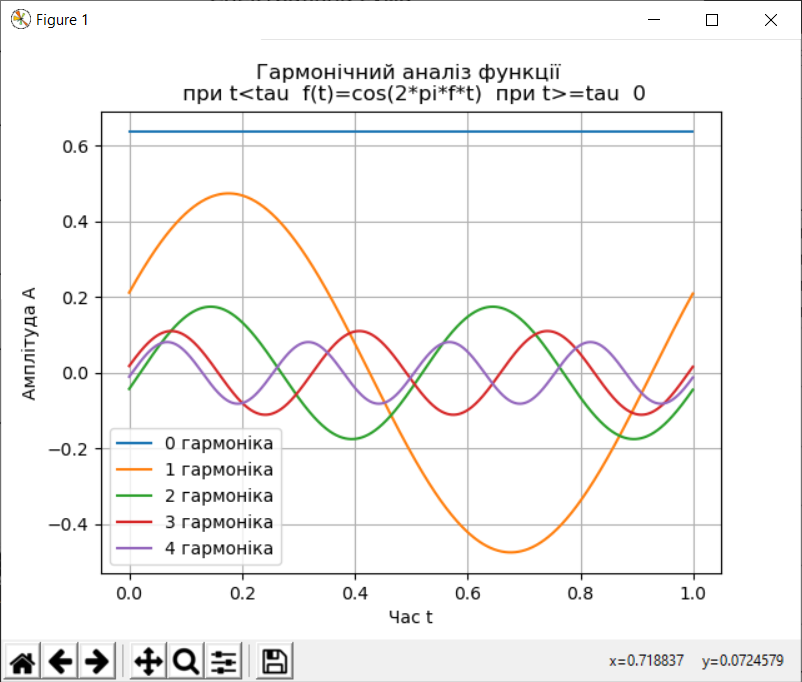 Figure 1
Гармонічний аналіз функції
при t<tau  f(t)=cos(2*pi*f*t)  при t>=tau  0
0.6
0.4
0.2
0.0
−0.2
−0.4
Амплітуда A
0 гармоніка
1 гармоніка
2 гармоніка
3 гармоніка
4 гармоніка
0.0 0.2 0.4 0.6 0.8 1.0
Час t
x=0.718837 y=0.0724579